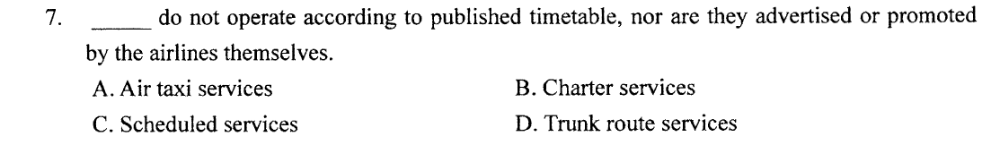 7. ______ do not operate according to published timetable, nor are they advertised or promoted
by the airlines themselves.
A. Air taxi services B. Charter services
C. Scheduled services D. Trunk route services